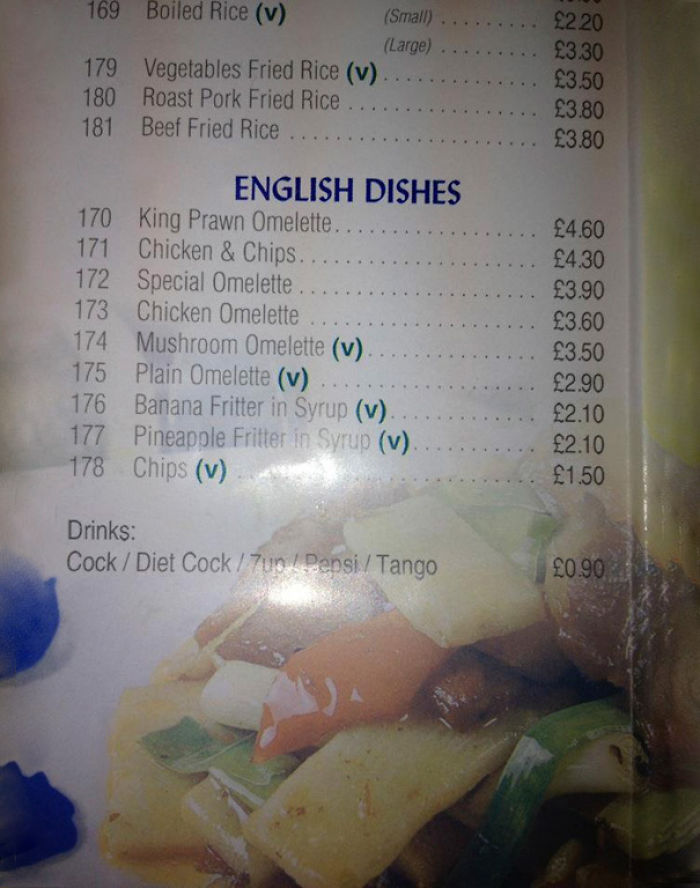 169 Boiled Rice (v) (Small) £2.20
(Large) £3.30
179 Vegetables Fried Rice (v) £3.50
180 Roast Pork Fried Rice £3.80
181 Beef Fried Rice £3.80
ENGLISH DISHES
170 King Prawn Omelette £4.60
171 Chicken & Chips £4.30
172 Special Omelette £3.90
173 Chicken Omelette £3.60
174 Mushroom Omelette (v) £3.50
175 Plain Omelette (v) £2.90
176 Banana Fritter in Syrup (v) £2.10
177 Pineapple Fritter in Syrup (v) £2.10
178 Chips (v) £1.50
Drinks:
Cock / Diet Cock / 7up / Pepsi / Tango £0.90